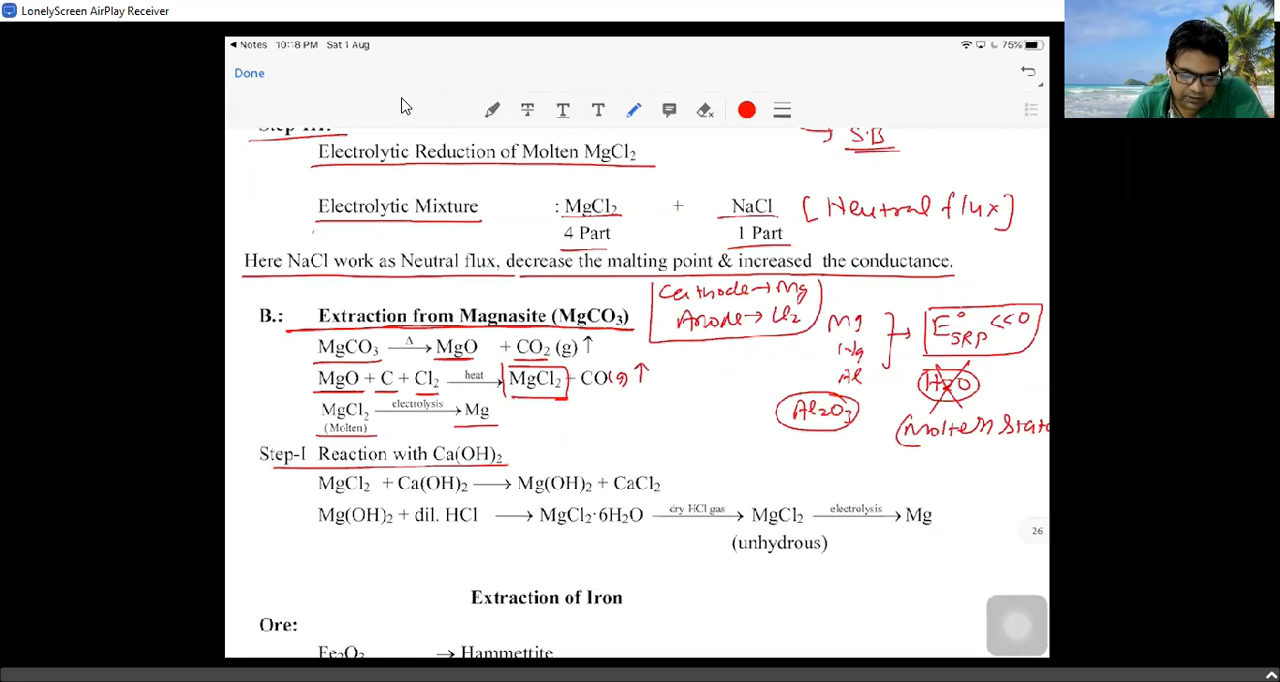 LonelyScreen AirPlay Receiver
Notes 10:18 PM Sat 1 Aug 75%
Done
Step-III:
→ S.B
Electrolytic Reduction of Molten MgCl₂
Electrolytic Mixture : MgCl₂ + NaCl [Neutral flux]
4 Part 1 Part
Here NaCl work as Neutral flux, decrease the malting point & increased the conductance.
Cathode → Mg
Anode → Cl₂
B.: Extraction from Magnasite (MgCO₃)
Mg
Al
→ E°SRP <<0
MgCO₃ —Δ→ MgO + CO₂ (g)↑
MgO + C + Cl₂ —heat→ MgCl₂ + CO(g)↑
H₂O
MgCl₂ —electrolysis→ Mg
(Molten)
Al₂O₃
(Molten State
Step-I Reaction with Ca(OH)₂
MgCl₂ + Ca(OH)₂ ⟶ Mg(OH)₂ + CaCl₂
Mg(OH)₂ + dil. HCl ⟶ MgCl₂·6H₂O —dry HCl gas→ MgCl₂ —electrolysis→ Mg
(unhydrous)
26
Extraction of Iron
Ore:
Fe₂O₃ → Hammettite